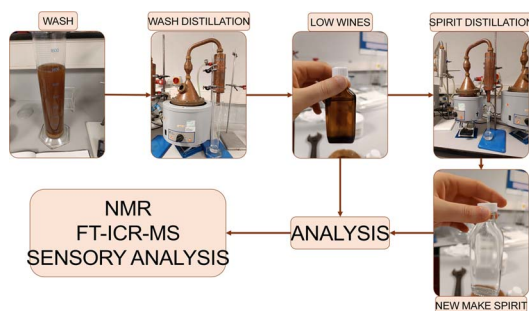 WASH
WASH DISTILLATION
LOW WINES
SPIRIT DISTILLATION
NMR
FT-ICR-MS
SENSORY ANALYSIS
ANALYSIS
NEW MAKE SPIRIT